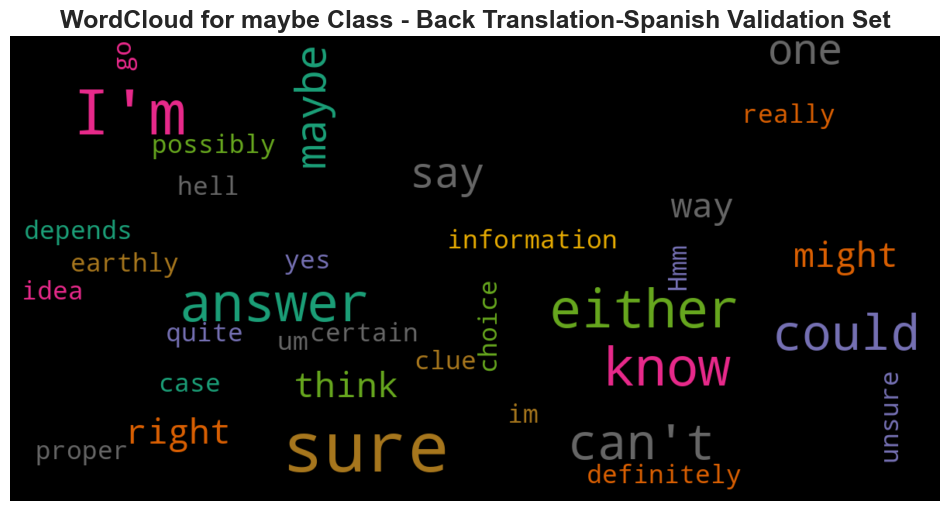 WordCloud for maybe Class - Back Translation-Spanish Validation Set
go
I'm
maybe
one
really
possibly
say
hell
way
depends
information
earthly
yes
Hmm
might
idea
answer
choice
either
could
quite
um
certain
know
clue
case
think
unsure
im
right
sure
can't
proper
definitely